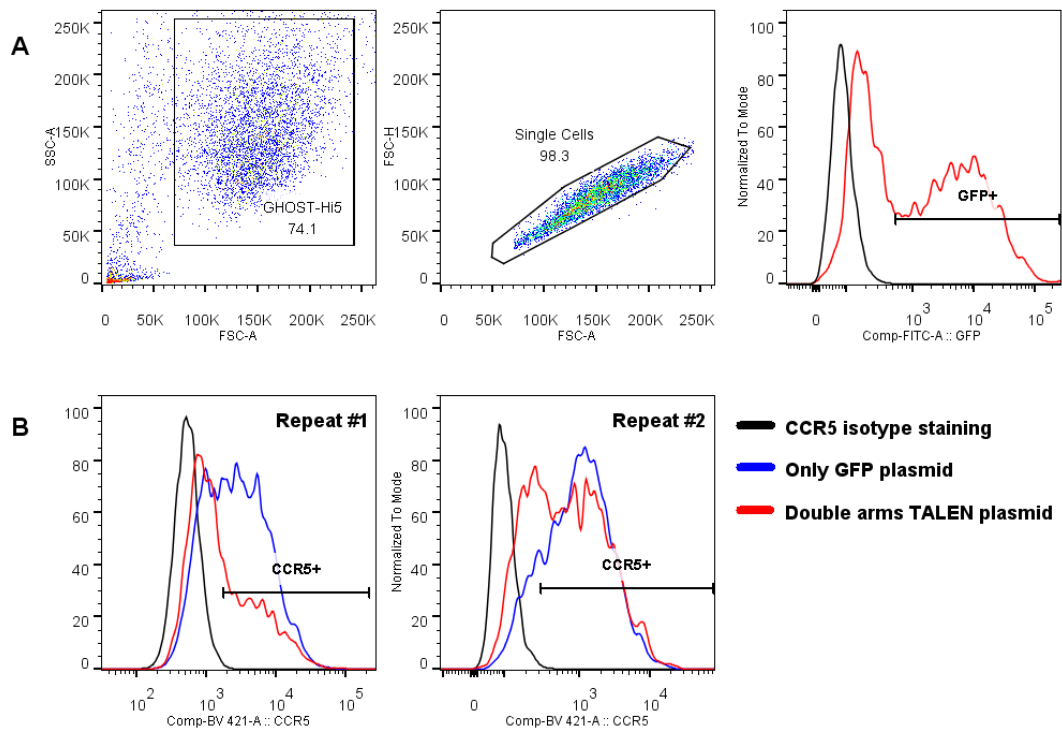 A
250K
200K
150K
100K
50K
0
SSC-A
GHOST-Hi5
74.1
0 50K 100K 150K 200K 250K
FSC-A
250K
200K
150K
100K
50K
0
FSC-H
Single Cells
98.3
0 50K 100K 150K 200K 250K
FSC-A
80
60
40
20
0
Normalized To Mode
GFP+
0 10^3 10^4 10^5
Comp-FITC-A :: GFP
B
100
80
60
40
20
0
Repeat #1
CCR5+
10^2 10^3 10^4 10^5
Comp-BV 421-A :: CCR5
100
80
60
40
20
0
Normalized To Mode
Repeat #2
CCR5+
0 10^3 10^4
Comp-BV 421-A :: CCR5
CCR5 isotype staining
Only GFP plasmid
Double arms TALEN plasmid